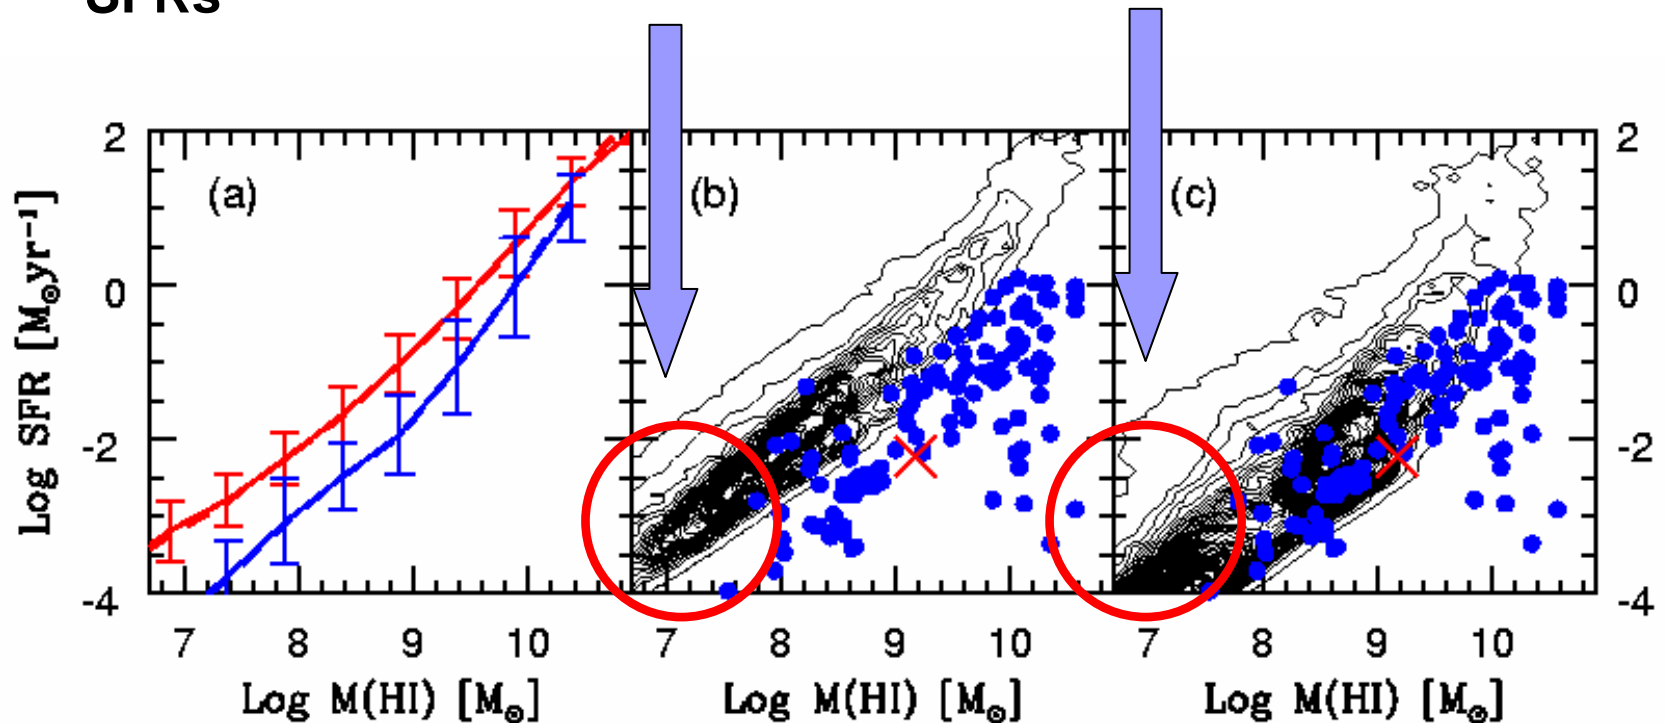 SFRs
(a)
(b)
(c)
2
0
-2
-4
2
0
-2
-4
Log SFR [M⊙yr⁻¹]
7 8 9 10
7 8 9 10
7 8 9 10
Log M(HI) [M⊙]
Log M(HI) [M⊙]
Log M(HI) [M⊙]